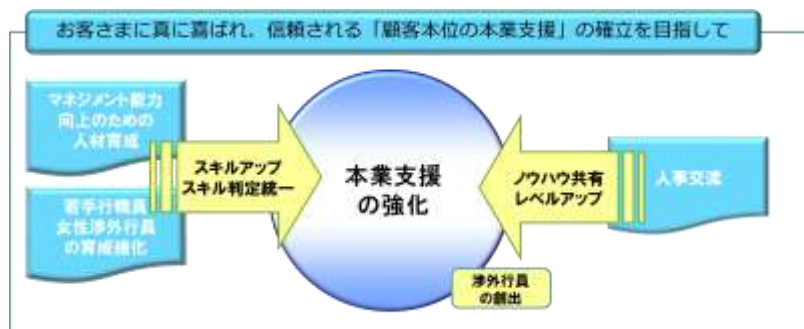 お客さまに真に喜ばれ、信頼される「顧客本位の本業支援」の確立を目指して
マネジメント能力
向上のための
人材育成
若手行職員
女性渉外行員
の育成強化
スキルアップ
スキル判定統一
本業支援
の強化
ノウハウ共有
レベルアップ
人事交流
渉外行員
の創出